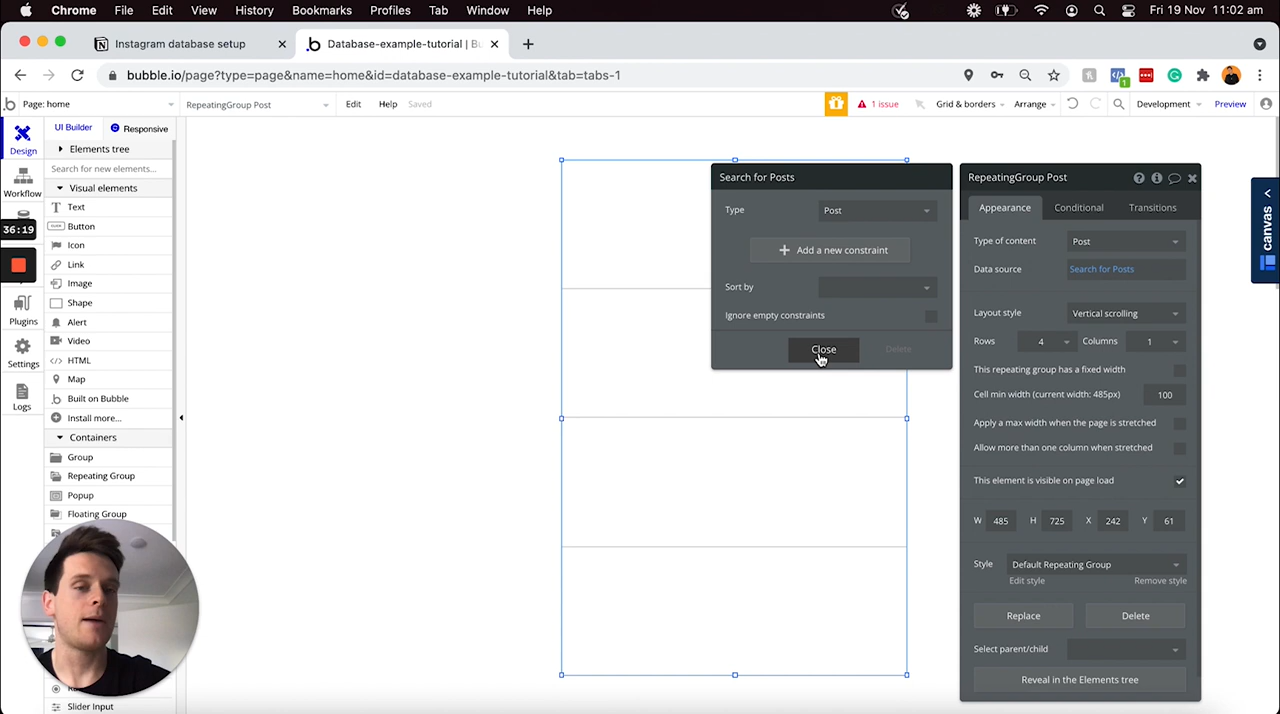 Chrome File Edit View History Bookmarks Profiles Tab Window Help Fri 19 Nov 11:02 am
Instagram database setup Database-example-tutorial | Bu
bubble.io/page?type=page&name=home&id=database-example-tutorial&tab=tabs-1
Page: home RepeatingGroup Post Edit Help Saved 1 issue Grid & borders Arrange Development Preview
Design
Workflow
36:19
Plugins
Settings
Logs
UI Builder Responsive
Elements tree
Search for new elements...
Visual elements
Text
CLICK Button
Icon
Link
Image
Shape
Alert
Video
HTML
Map
Built on Bubble
Install more...
Containers
Group
Repeating Group
Popup
Floating Group
Slider Input
Search for Posts
Type Post
Add a new constraint
Sort by
Ignore empty constraints
Close Delete
RepeatingGroup Post
Appearance Conditional Transitions
Type of content Post
Data source Search for Posts
Layout style Vertical scrolling
Rows 4 Columns 1
This repeating group has a fixed width
Cell min width (current width: 485px) 100
Apply a max width when the page is stretched
Allow more than one column when stretched
This element is visible on page load
W 485 H 725 X 242 Y 61
Style Default Repeating Group
Edit style Remove style
Replace Delete
Select parent/child
Reveal in the Elements tree
canvas